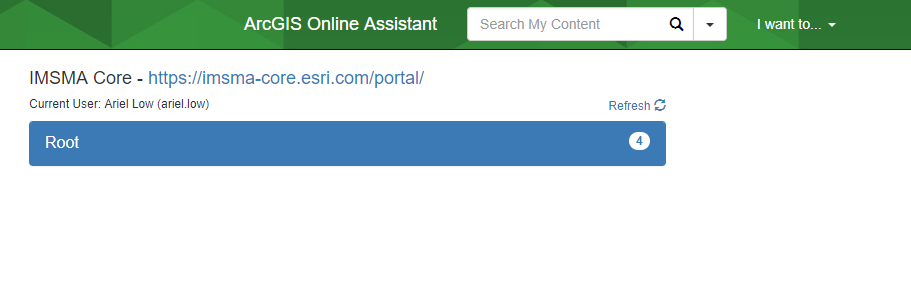 ArcGIS Online Assistant Search My Content I want to...
IMSMA Core - https://imsma-core.esri.com/portal/
Current User: Ariel Low (ariel.low) Refresh
Root 4